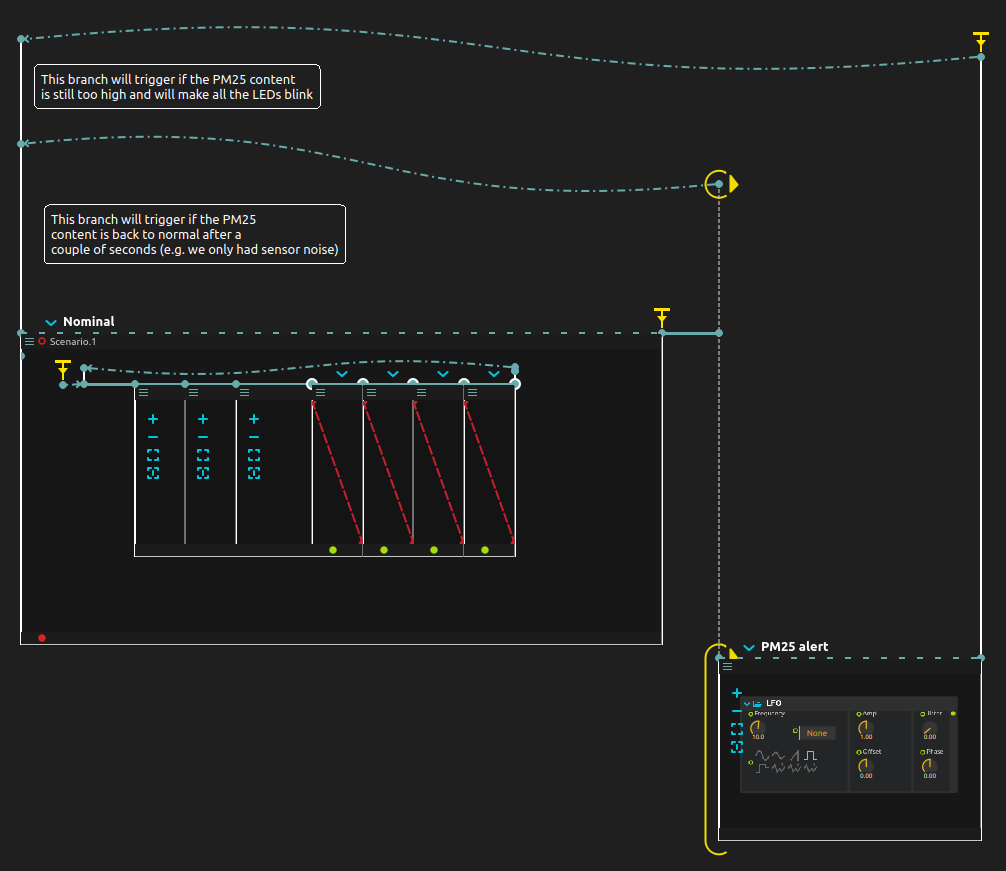 This branch will trigger if the PM25 content
is still too high and will make all the LEDs blink
This branch will trigger if the PM25
content is back to normal after a
couple of seconds (e.g. we only had sensor noise)
Nominal
Scenario.1
PM25 alert
LFO
Frequency
Ampl
Jitter
None
10.0
1.00
0.00
Offset
Phase
0.00
0.00